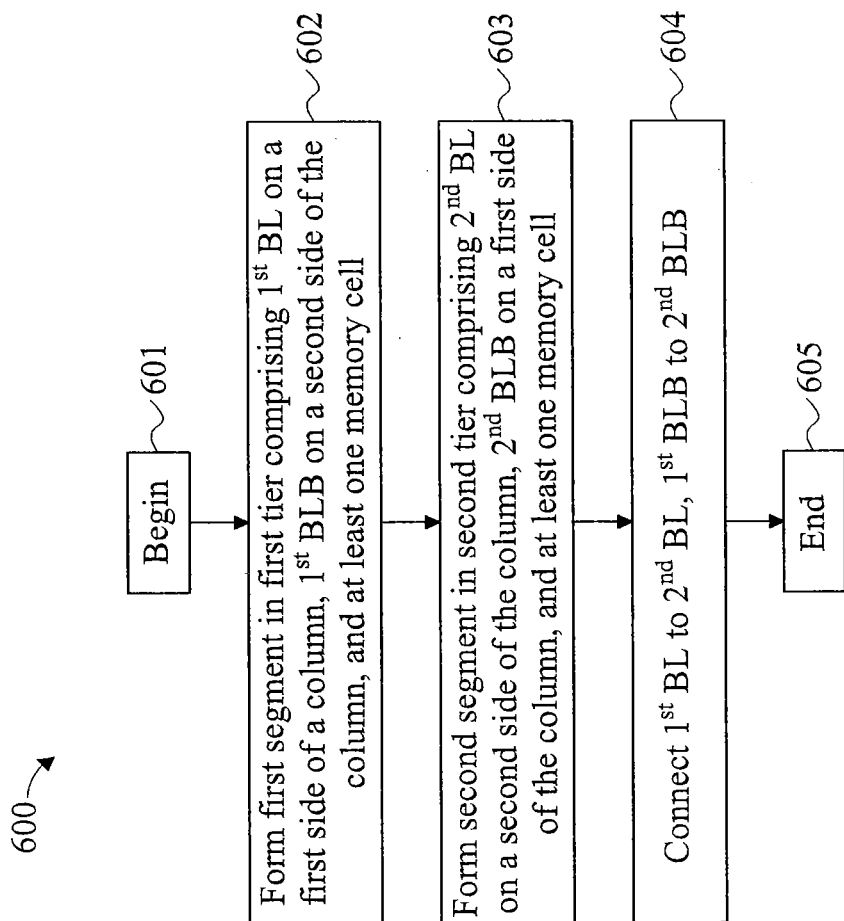 600
Begin
601
Form first segment in first tier comprising 1st BL on a
first side of a column, 1st BLB on a second side of the
column, and at least one memory cell
602
Form second segment in second tier comprising 2nd BL
on a second side of the column, 2nd BLB on a first side
of the column, and at least one memory cell
603
Connect 1st BL to 2nd BL, 1st BLB to 2nd BLB
604
End
605